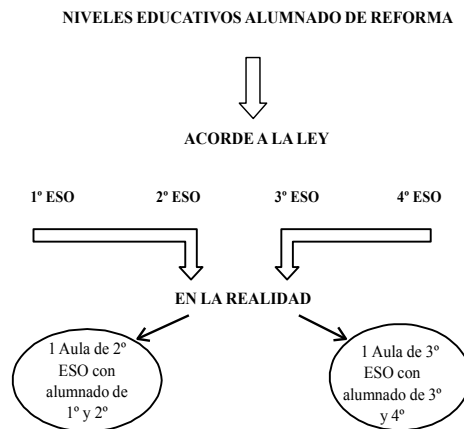 NIVELES EDUCATIVOS ALUMNADO DE REFORMA
ACORDE A LA LEY
1º ESO 2º ESO 3º ESO 4º ESO
EN LA REALIDAD
1 Aula de 2º
ESO con
alumnado de
1º y 2º
1 Aula de 3º
ESO con
alumnado de 3º
y 4º